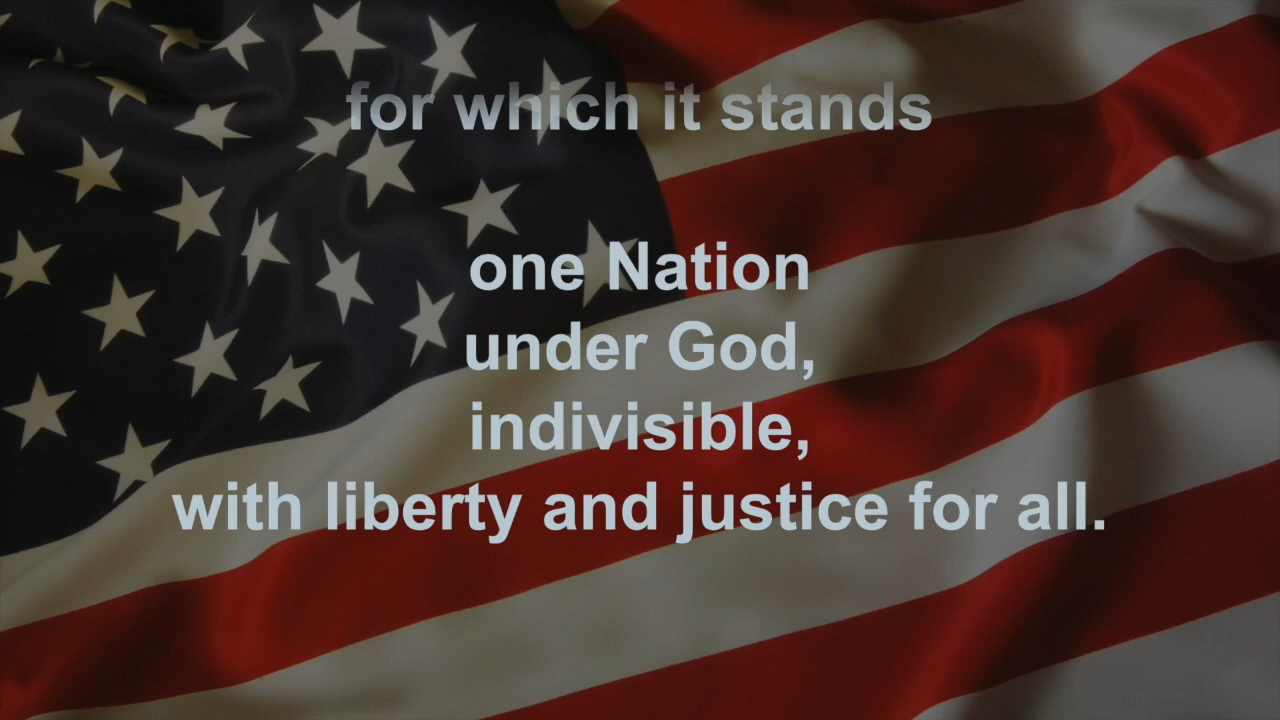 for which it stands
one Nation
under God,
indivisible,
with liberty and justice for all.